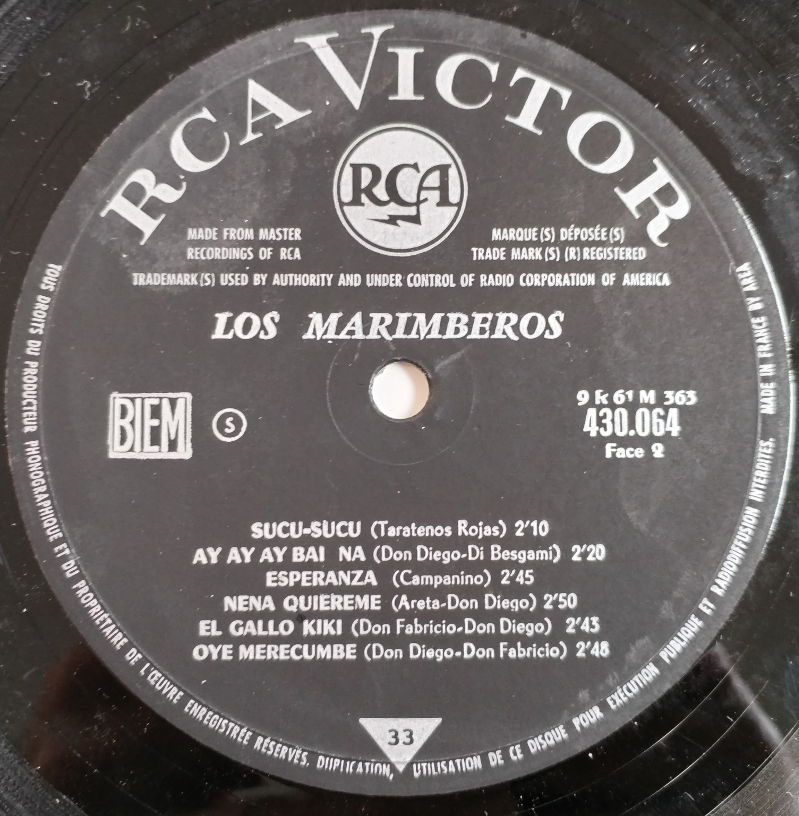 RCA VICTOR
RCA
MADE FROM MASTER
RECORDINGS OF RCA
MARQUE(S) DÉPOSÉE(S)
TRADE MARK(S) (R) REGISTERED
TRADEMARK(S) USED BY AUTHORITY AND UNDER CONTROL OF RADIO CORPORATION OF AMERICA
LOS MARIMBEROS
BIEM
S
9 k 61 M 363
430.064
Face 2
SUCU-SUCU (Taratenos Rojas) 2'10
AY AY AY BAI NA (Don Diego-Di Besgami) 2'20
ESPERANZA (Campanino) 2'45
NENA QUIEREME (Areta-Don Diego) 2'50
EL GALLO KIKI (Don Fabricio-Don Diego) 2'43
OYE MERECUMBE (Don Diego-Don Fabricio) 2'48
33
TOUS DROITS DU PRODUCTEUR PHONOGRAPHIQUE ET DU PROPRIÉTAIRE DE L'ŒUVRE ENREGISTRÉE RÉSERVÉS. DUPLICATION, UTILISATION DE CE DISQUE POUR EXÉCUTION PUBLIQUE ET RADIODIFFUSION INTERDITES. MADE IN FRANCE BY AREA